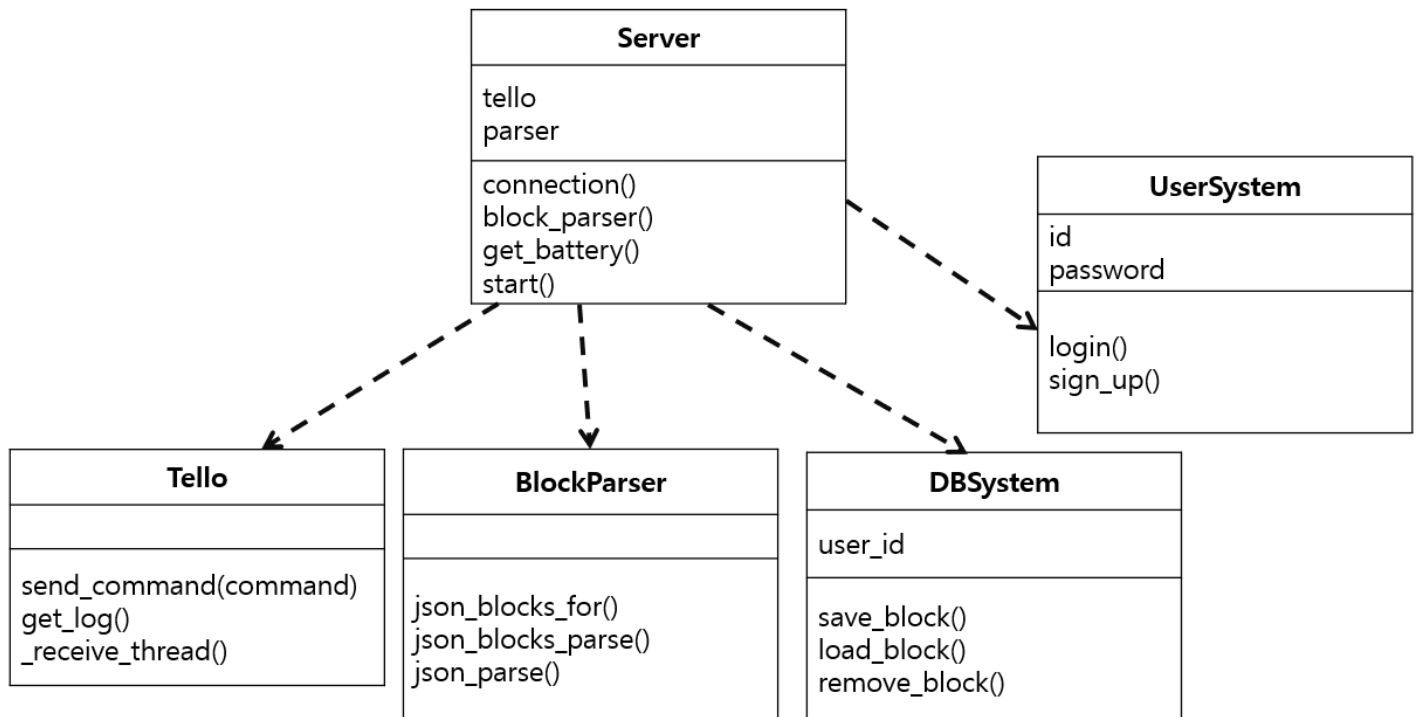 Server
tello
parser
connection()
block_parser()
get_battery()
start()
UserSystem
id
password
login()
sign_up()
Tello
send_command(command)
get_log()
_receive_thread()
BlockParser
json_blocks_for()
json_blocks_parse()
json_parse()
DBSystem
user_id
save_block()
load_block()
remove_block()